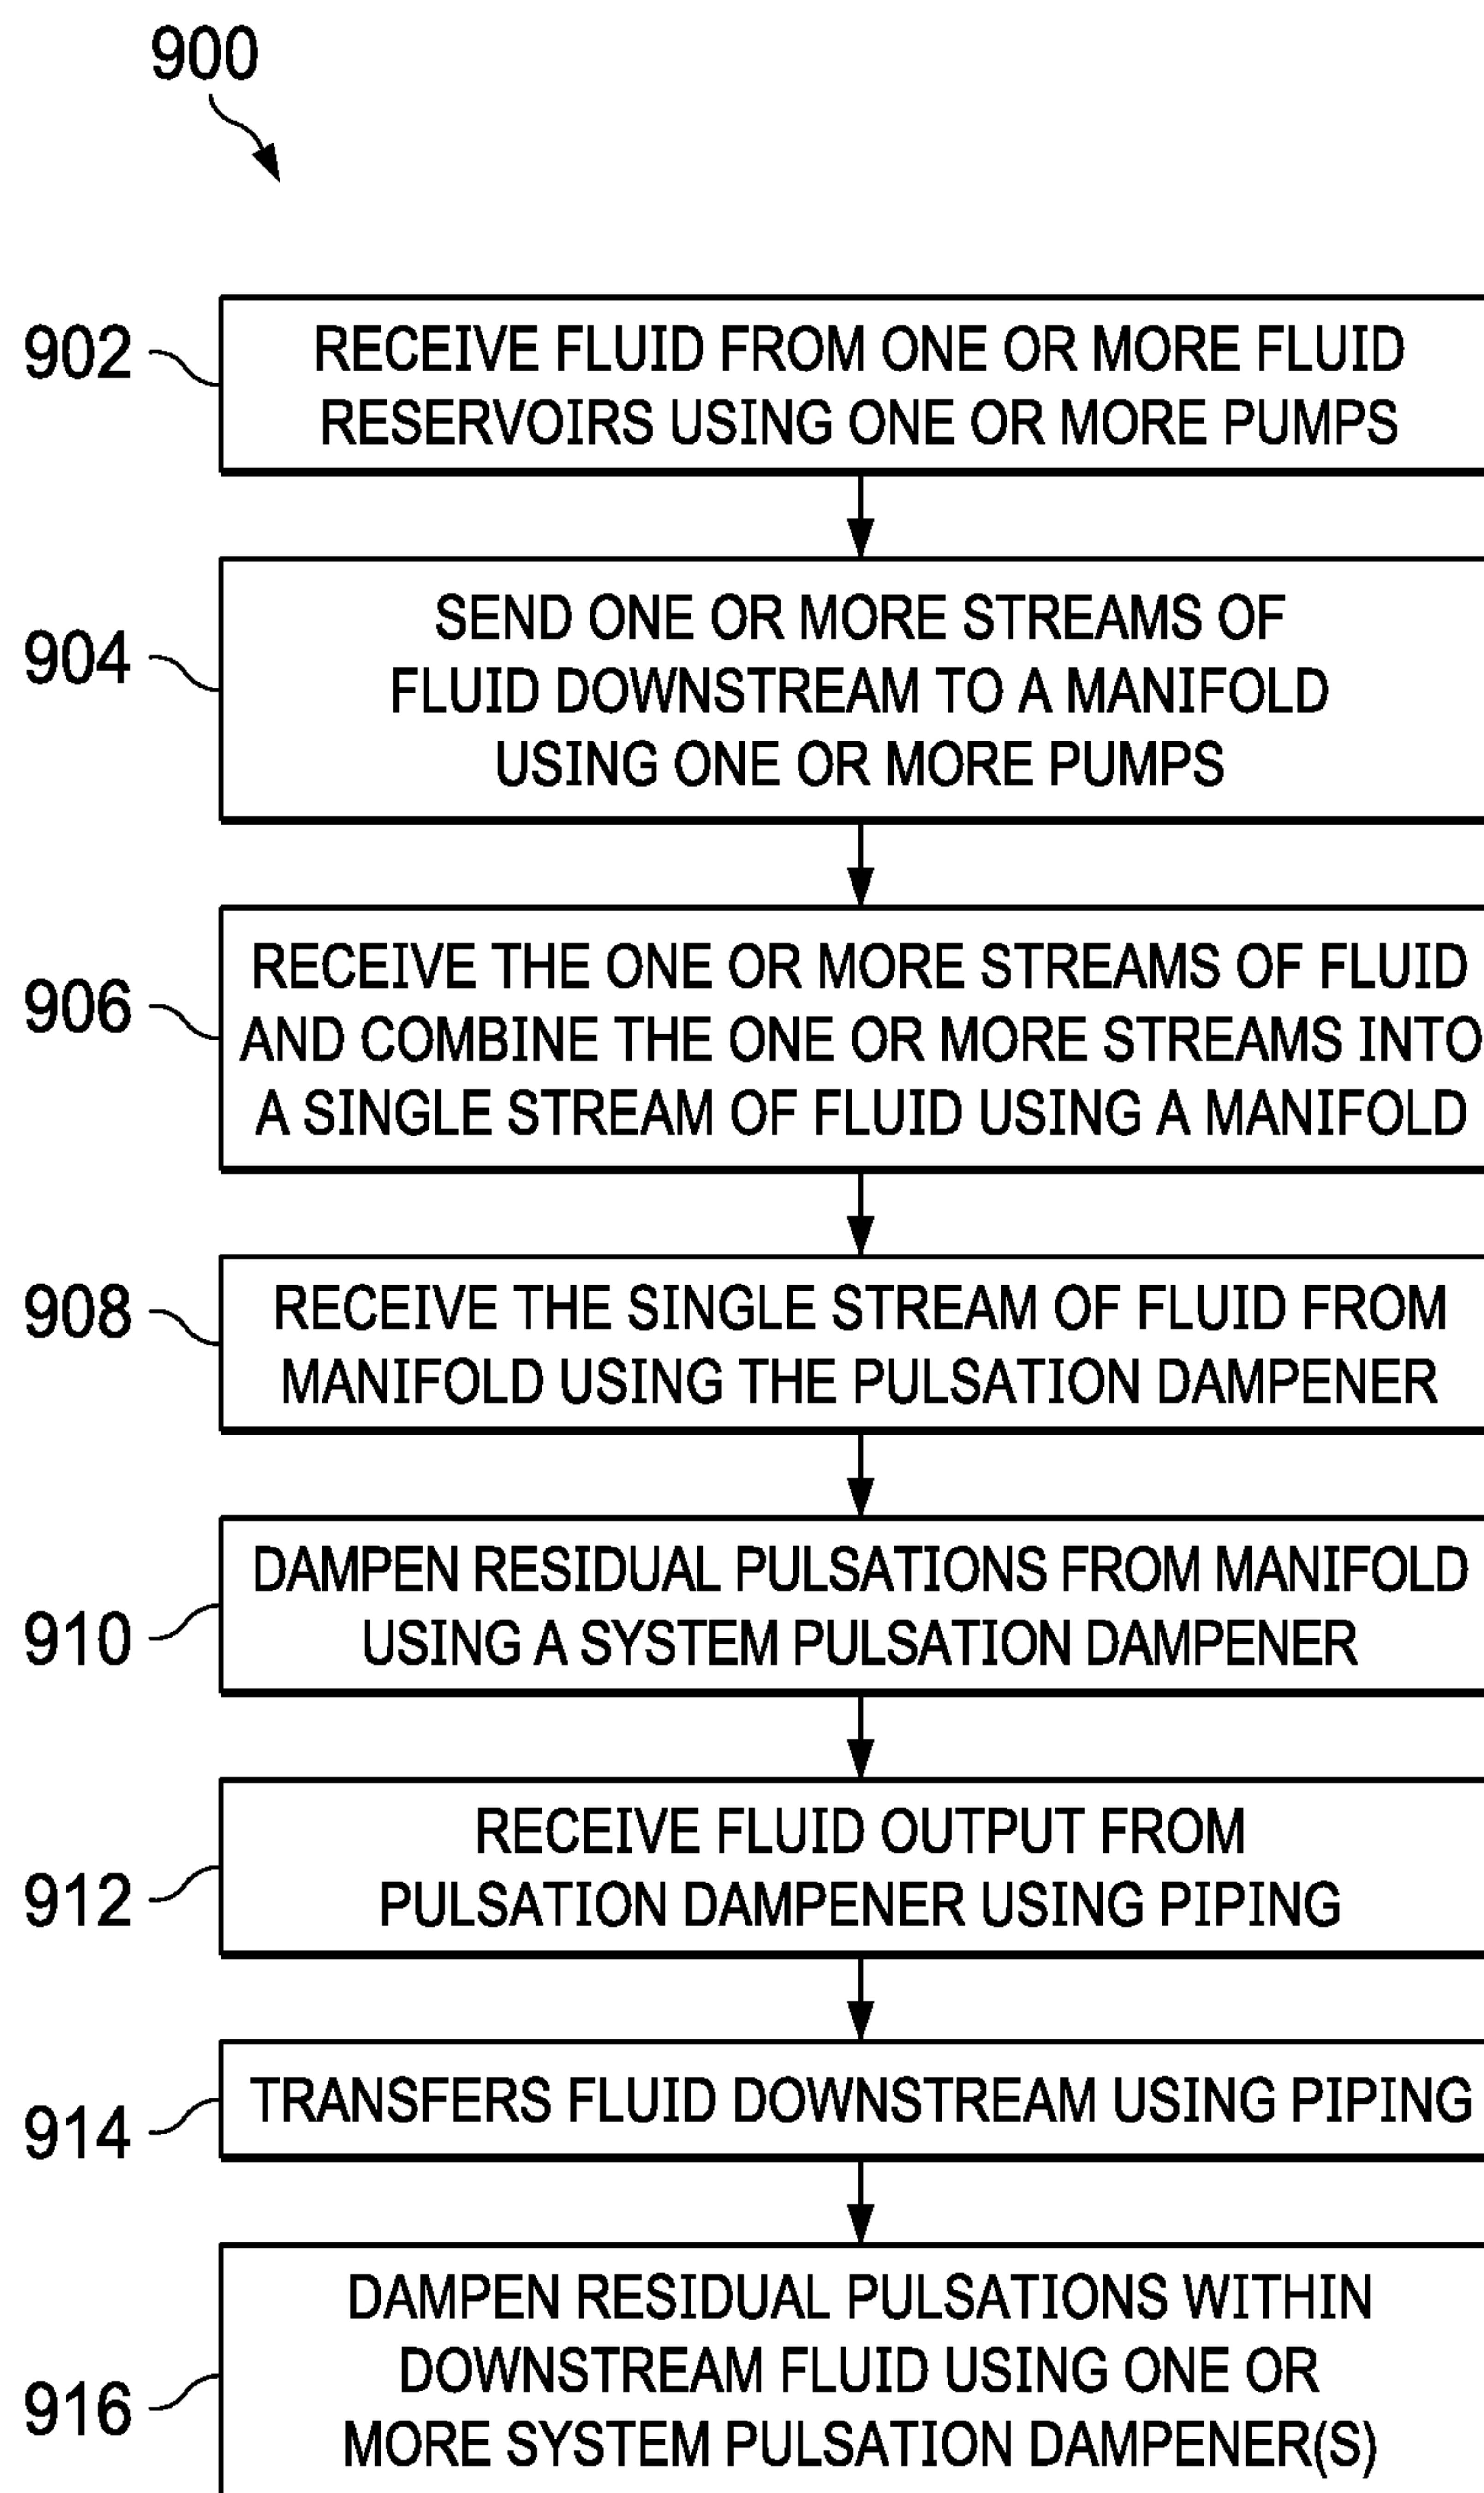 900
902
RECEIVE FLUID FROM ONE OR MORE FLUID
RESERVOIRS USING ONE OR MORE PUMPS
904
SEND ONE OR MORE STREAMS OF
FLUID DOWNSTREAM TO A MANIFOLD
USING ONE OR MORE PUMPS
906
RECEIVE THE ONE OR MORE STREAMS OF FLUID
AND COMBINE THE ONE OR MORE STREAMS INTO
A SINGLE STREAM OF FLUID USING A MANIFOLD
908
RECEIVE THE SINGLE STREAM OF FLUID FROM
MANIFOLD USING THE PULSATION DAMPENER
910
DAMPEN RESIDUAL PULSATIONS FROM MANIFOLD
USING A SYSTEM PULSATION DAMPENER
912
RECEIVE FLUID OUTPUT FROM
PULSATION DAMPENER USING PIPING
914
TRANSFERS FLUID DOWNSTREAM USING PIPING
916
DAMPEN RESIDUAL PULSATIONS WITHIN
DOWNSTREAM FLUID USING ONE OR
MORE SYSTEM PULSATION DAMPENER(S)